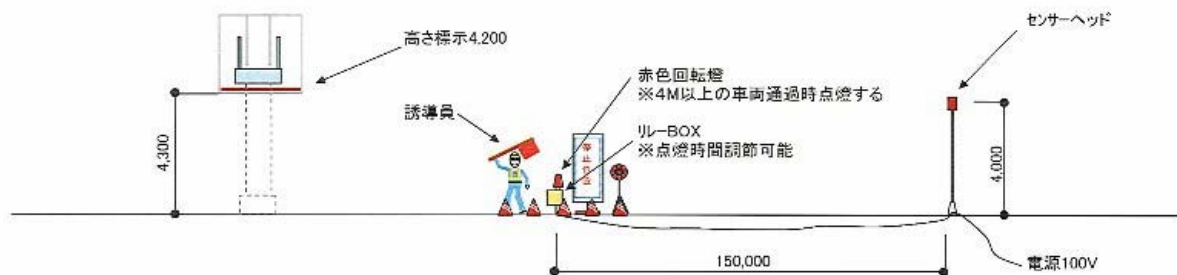 センサーヘッド
高さ標示4,200
赤色回転燈
※4M以上の車両通過時点燈する
誘導員
リレーBOX
※点燈時間調節可能
4,300
4,000
150,000
電源100V